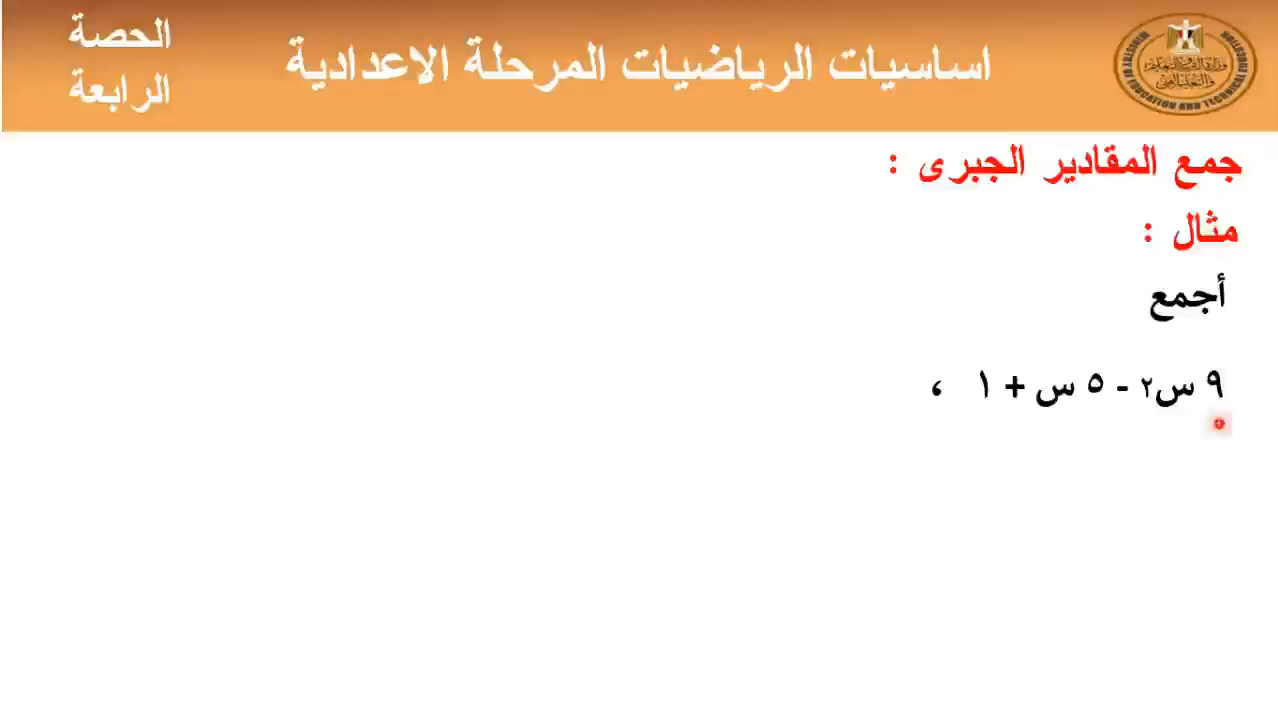 الحصة
الرابعة
اساسيات الرياضيات المرحلة الاعدادية
جمع المقادير الجبرى :
مثال :
أجمع
٩ س٢ - ٥ س + ١ ،